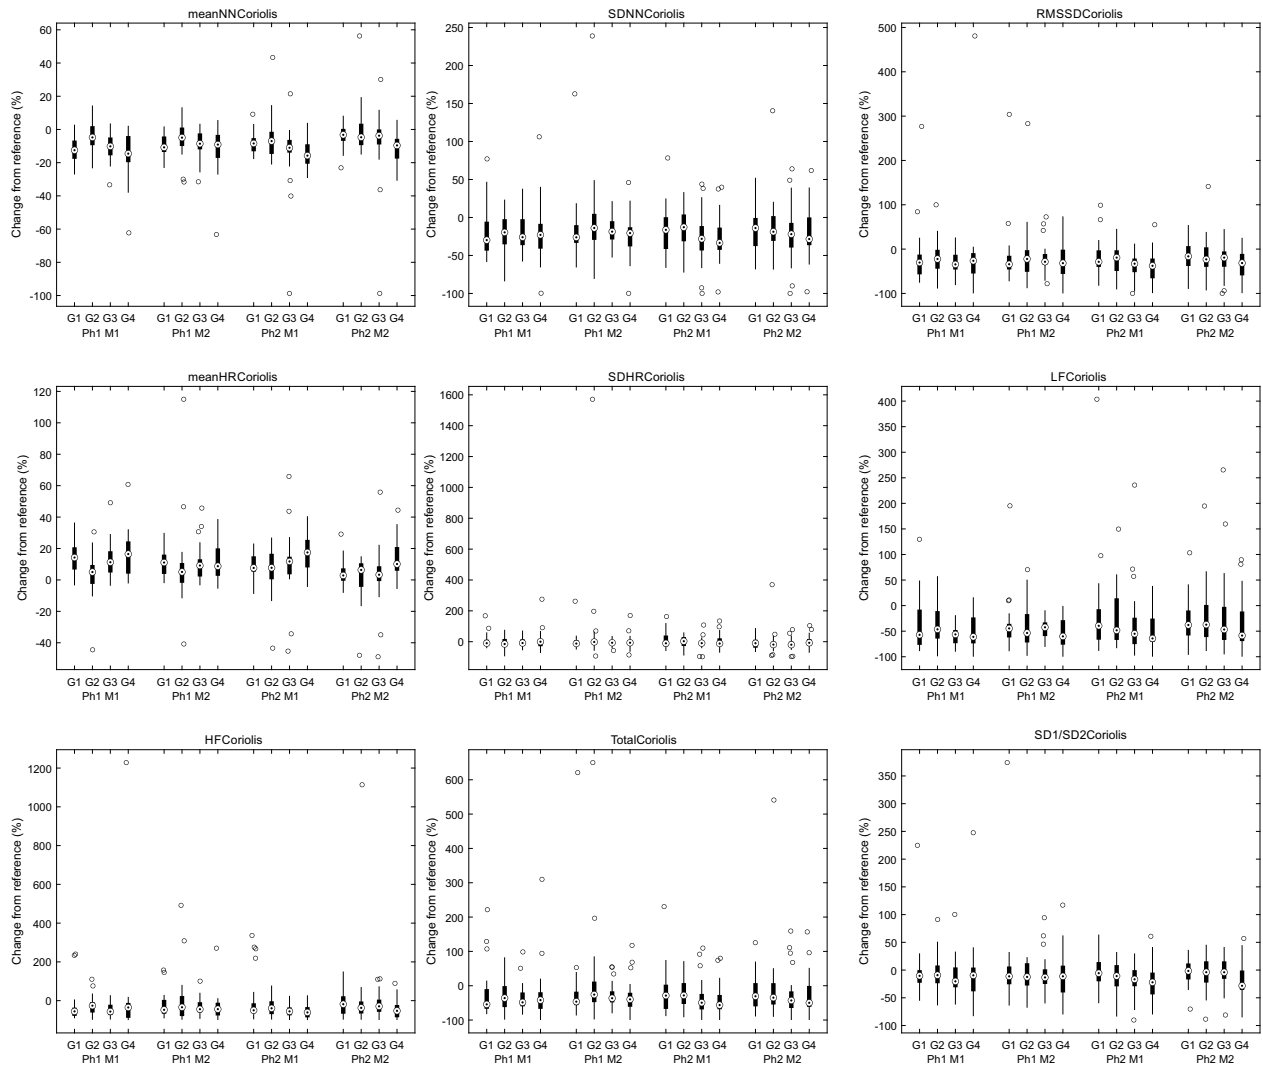 meanNNCoriolis
Change from reference (%)
60
40
20
0
-20
-40
-60
-80
-100
G1 G2 G3 G4 G1 G2 G3 G4 G1 G2 G3 G4 G1 G2 G3 G4
Ph1 M1 Ph1 M2 Ph2 M1 Ph2 M2
SDNNCoriolis
Change from reference (%)
250
200
150
100
50
0
-50
-100
G1 G2 G3 G4 G1 G2 G3 G4 G1 G2 G3 G4 G1 G2 G3 G4
Ph1 M1 Ph1 M2 Ph2 M1 Ph2 M2
RMSSDCoriolis
Change from reference (%)
500
400
300
200
100
0
-100
G1 G2 G3 G4 G1 G2 G3 G4 G1 G2 G3 G4 G1 G2 G3 G4
Ph1 M1 Ph1 M2 Ph2 M1 Ph2 M2
meanHRCoriolis
Change from reference (%)
120
100
80
60
40
20
0
-20
-40
G1 G2 G3 G4 G1 G2 G3 G4 G1 G2 G3 G4 G1 G2 G3 G4
Ph1 M1 Ph1 M2 Ph2 M1 Ph2 M2
SDHRCoriolis
Change from reference (%)
1600
1400
1200
1000
800
600
400
200
0
G1 G2 G3 G4 G1 G2 G3 G4 G1 G2 G3 G4 G1 G2 G3 G4
Ph1 M1 Ph1 M2 Ph2 M1 Ph2 M2
LFCoriolis
Change from reference (%)
400
350
300
250
200
150
100
50
0
-50
-100
G1 G2 G3 G4 G1 G2 G3 G4 G1 G2 G3 G4 G1 G2 G3 G4
Ph1 M1 Ph1 M2 Ph2 M1 Ph2 M2
HFCoriolis
Change from reference (%)
1200
1000
800
600
400
200
0
G1 G2 G3 G4 G1 G2 G3 G4 G1 G2 G3 G4 G1 G2 G3 G4
Ph1 M1 Ph1 M2 Ph2 M1 Ph2 M2
TotalCoriolis
Change from reference (%)
600
500
400
300
200
100
0
-100
G1 G2 G3 G4 G1 G2 G3 G4 G1 G2 G3 G4 G1 G2 G3 G4
Ph1 M1 Ph1 M2 Ph2 M1 Ph2 M2
SD1/SD2Coriolis
Change from reference (%)
350
300
250
200
150
100
50
0
-50
-100
G1 G2 G3 G4 G1 G2 G3 G4 G1 G2 G3 G4 G1 G2 G3 G4
Ph1 M1 Ph1 M2 Ph2 M1 Ph2 M2